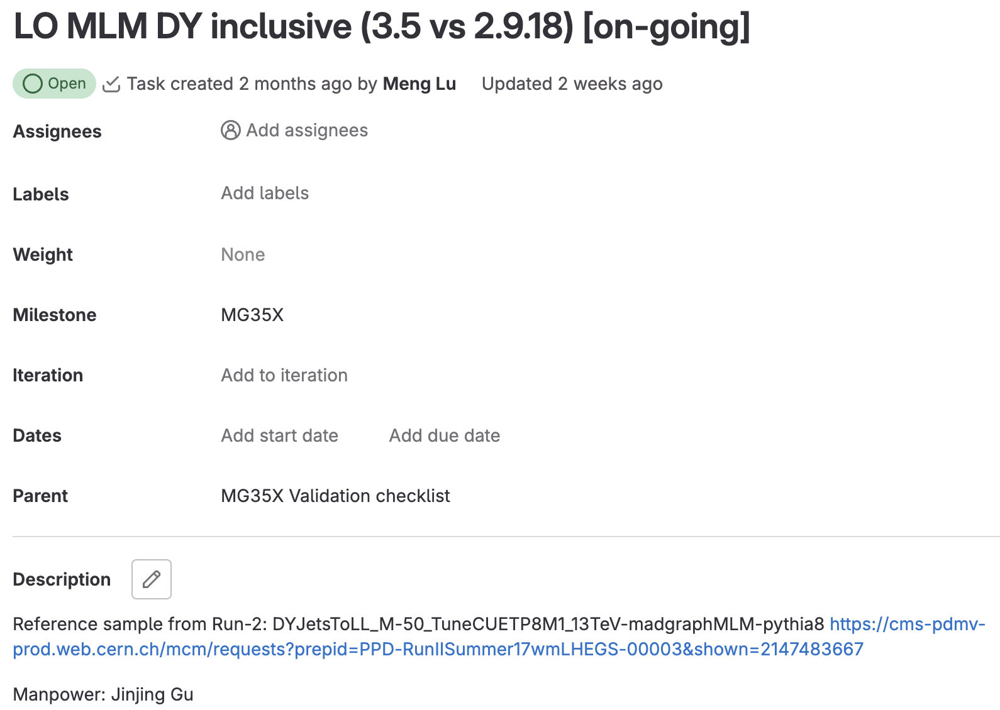 LO MLM DY inclusive (3.5 vs 2.9.18) [on-going]
Open Task created 2 months ago by Meng Lu Updated 2 weeks ago
Assignees Add assignees
Labels Add labels
Weight None
Milestone MG35X
Iteration Add to iteration
Dates Add start date Add due date
Parent MG35X Validation checklist
Description
Reference sample from Run-2: DYJetsToLL_M-50_TuneCUETP8M1_13TeV-madgraphMLM-pythia8 https://cms-pdmv-
prod.web.cern.ch/mcm/requests?prepid=PPD-RunIISummer17wmLHEGS-00003&shown=2147483667
Manpower: Jinjing Gu